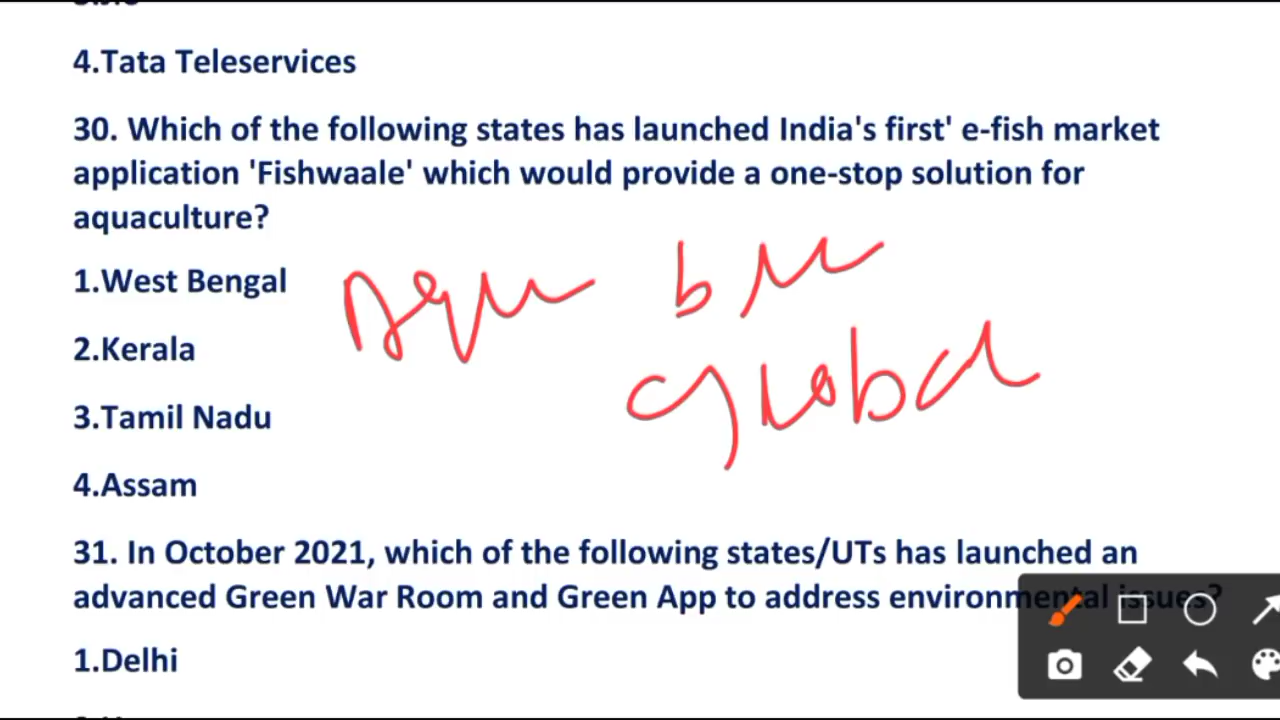 4.Tata Teleservices
30. Which of the following states has launched India's first' e-fish market
application 'Fishwaale' which would provide a one-stop solution for
aquaculture?
1.West Bengal
2.Kerala
3.Tamil Nadu
4.Assam
Global
31. In October 2021, which of the following states/UTs has launched an
advanced Green War Room and Green App to address environmental issues?
1.Delhi